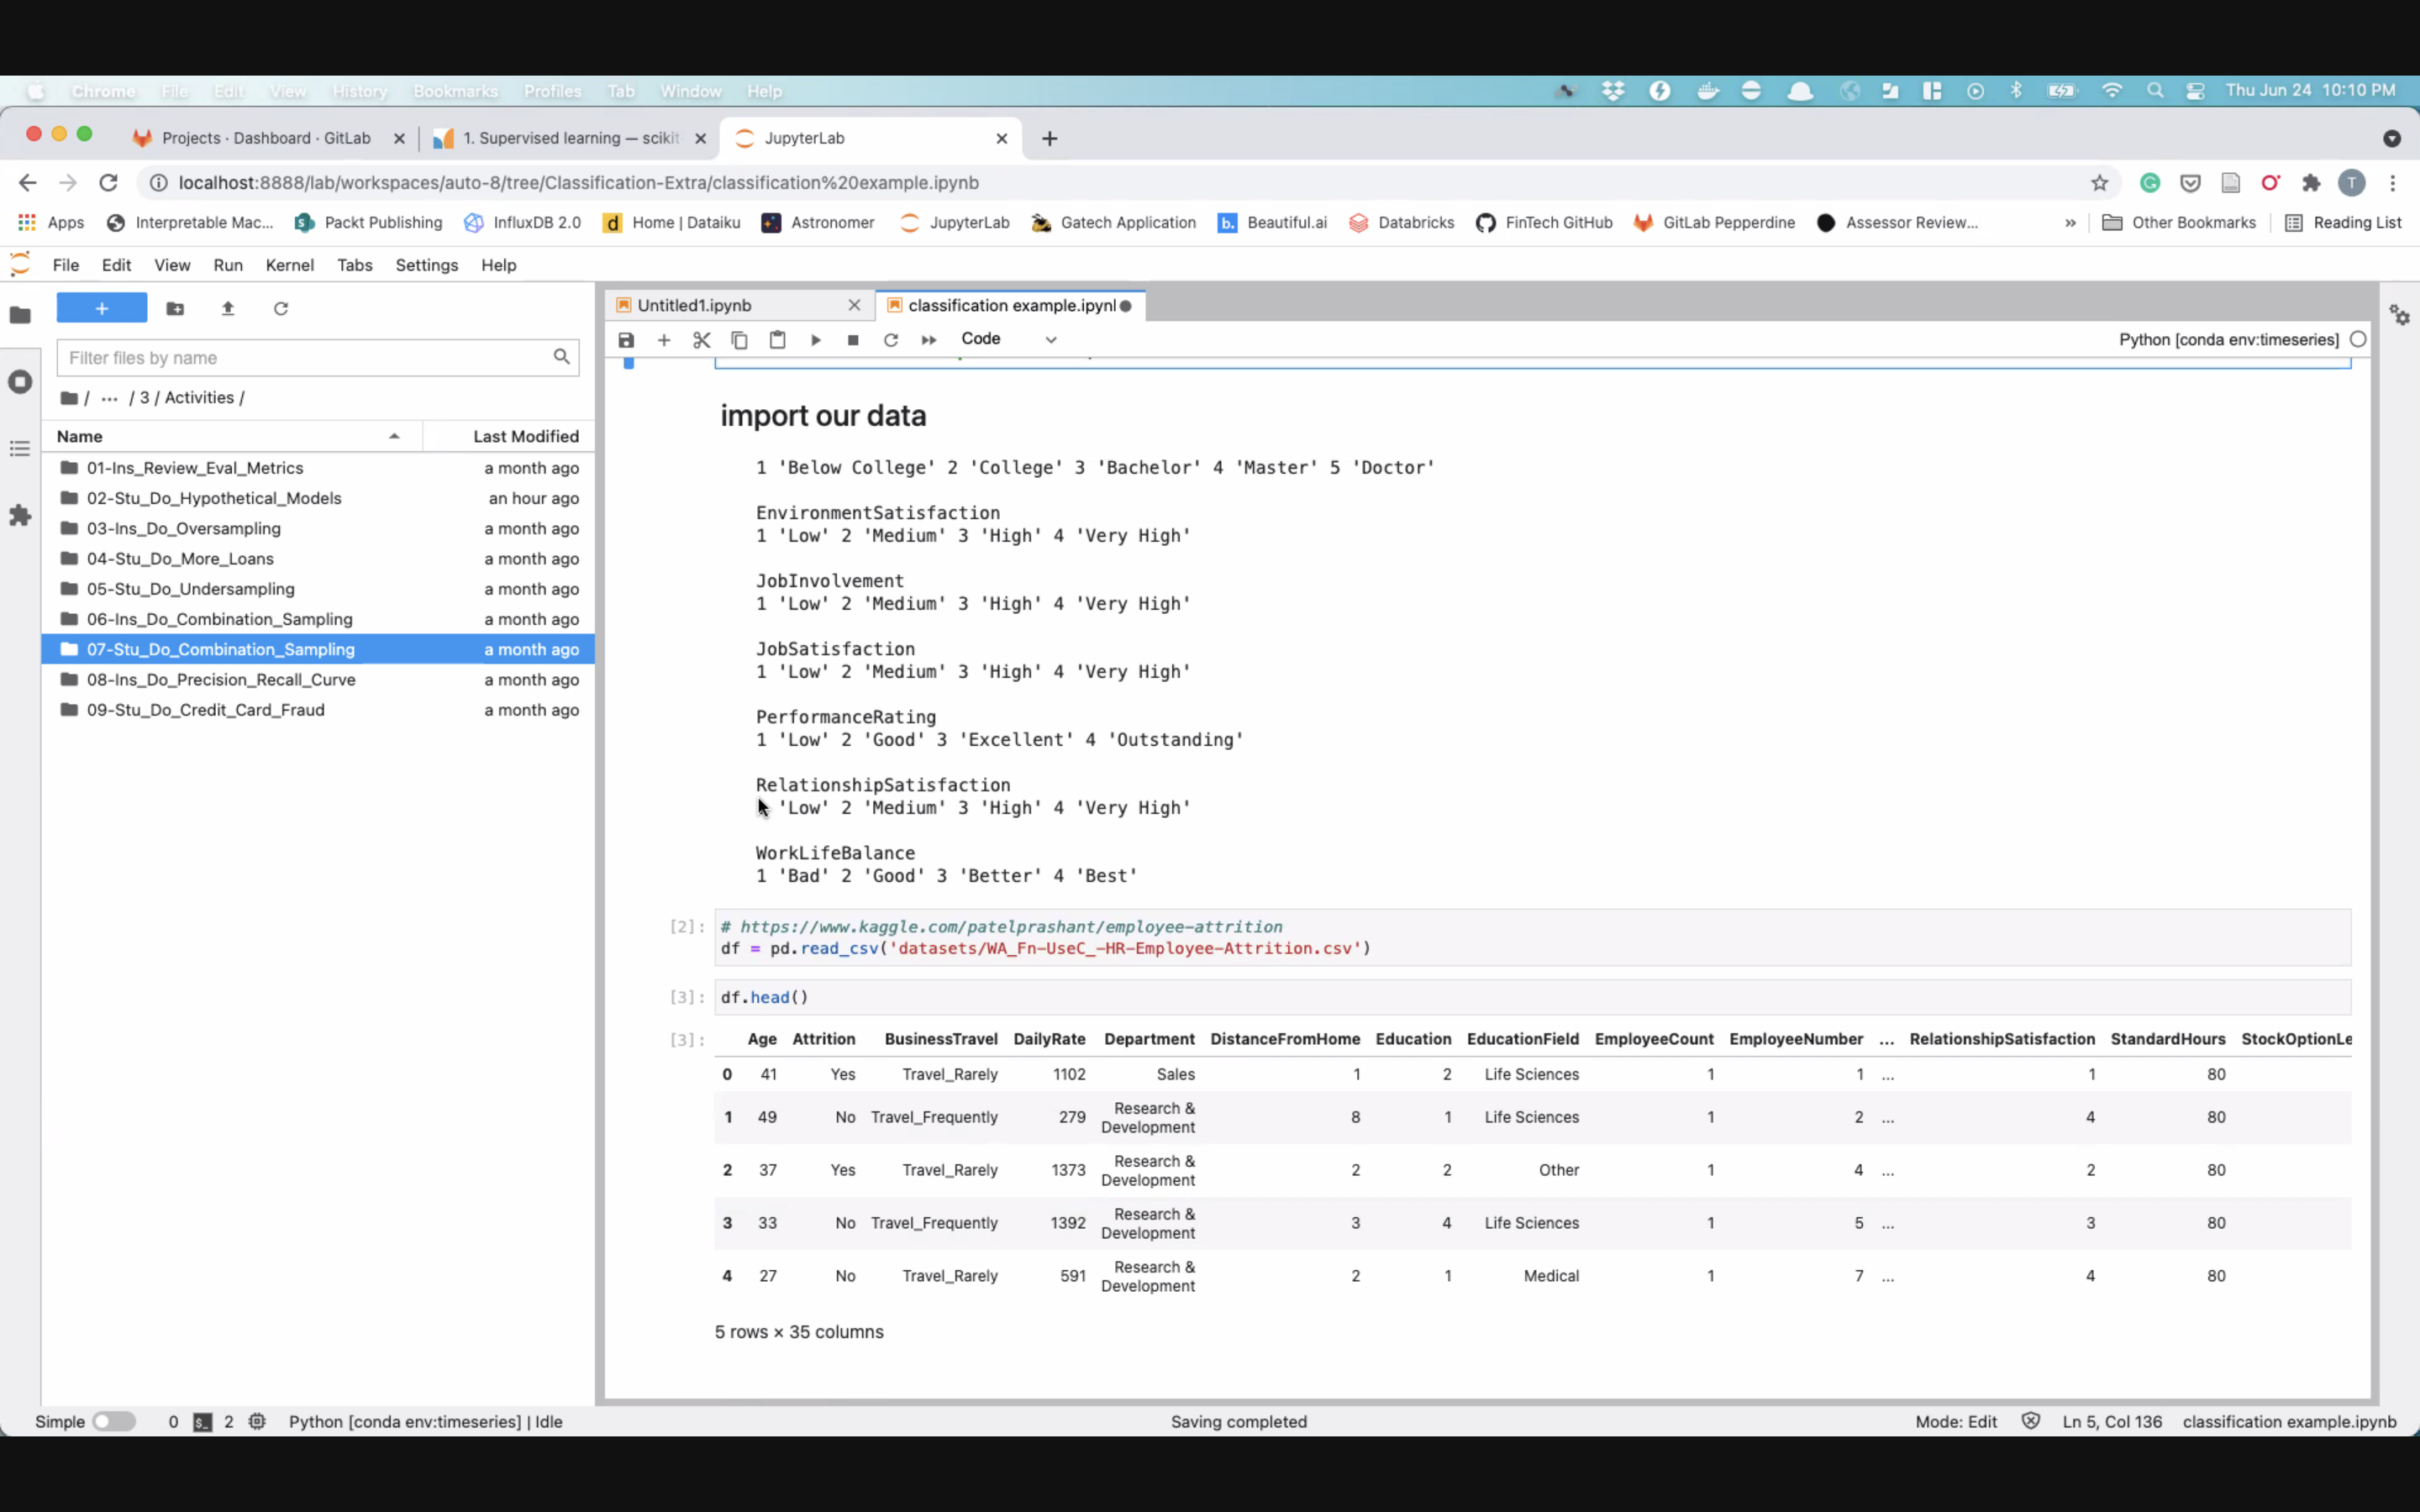 Chrome File Edit View History Bookmarks Profiles Tab Window Help Thu Jun 24 10:10 PM
Projects · Dashboard · GitLab 1. Supervised learning — scikit JupyterLab
localhost:8888/lab/workspaces/auto-8/tree/Classification-Extra/classification%20example.ipynb T
Apps Interpretable Mac... Packt Publishing InfluxDB 2.0 Home | Dataiku Astronomer JupyterLab Gatech Application Beautiful.ai Databricks FinTech GitHub GitLab Pepperdine Assessor Review... » Other Bookmarks Reading List
File Edit View Run Kernel Tabs Settings Help
Untitled1.ipynb classification example.ipynl
Code Python [conda env:timeseries]
Filter files by name
/ ··· / 3 / Activities /
Name Last Modified
01-Ins_Review_Eval_Metrics a month ago
02-Stu_Do_Hypothetical_Models an hour ago
03-Ins_Do_Oversampling a month ago
04-Stu_Do_More_Loans a month ago
05-Stu_Do_Undersampling a month ago
06-Ins_Do_Combination_Sampling a month ago
07-Stu_Do_Combination_Sampling a month ago
08-Ins_Do_Precision_Recall_Curve a month ago
09-Stu_Do_Credit_Card_Fraud a month ago
import our data
1 'Below College' 2 'College' 3 'Bachelor' 4 'Master' 5 'Doctor'
EnvironmentSatisfaction
1 'Low' 2 'Medium' 3 'High' 4 'Very High'
JobInvolvement
1 'Low' 2 'Medium' 3 'High' 4 'Very High'
JobSatisfaction
1 'Low' 2 'Medium' 3 'High' 4 'Very High'
PerformanceRating
1 'Low' 2 'Good' 3 'Excellent' 4 'Outstanding'
RelationshipSatisfaction
'Low' 2 'Medium' 3 'High' 4 'Very High'
WorkLifeBalance
1 'Bad' 2 'Good' 3 'Better' 4 'Best'
[2]: # https://www.kaggle.com/patelprashant/employee-attrition
df = pd.read_csv('datasets/WA_Fn-UseC_-HR-Employee-Attrition.csv')
[3]: df.head()
[3]: Age Attrition BusinessTravel DailyRate Department DistanceFromHome Education EducationField EmployeeCount EmployeeNumber ... RelationshipSatisfaction StandardHours StockOptionLe
0 41 Yes Travel_Rarely 1102 Sales 1 2 Life Sciences 1 1 ... 1 80
1 49 No Travel_Frequently 279 Research & Development 8 1 Life Sciences 1 2 ... 4 80
2 37 Yes Travel_Rarely 1373 Research & Development 2 2 Other 1 4 ... 2 80
3 33 No Travel_Frequently 1392 Research & Development 3 4 Life Sciences 1 5 ... 3 80
4 27 No Travel_Rarely 591 Research & Development 2 1 Medical 1 7 ... 4 80
5 rows × 35 columns
Simple 0 2 Python [conda env:timeseries] | Idle Saving completed Mode: Edit Ln 5, Col 136 classification example.ipynb